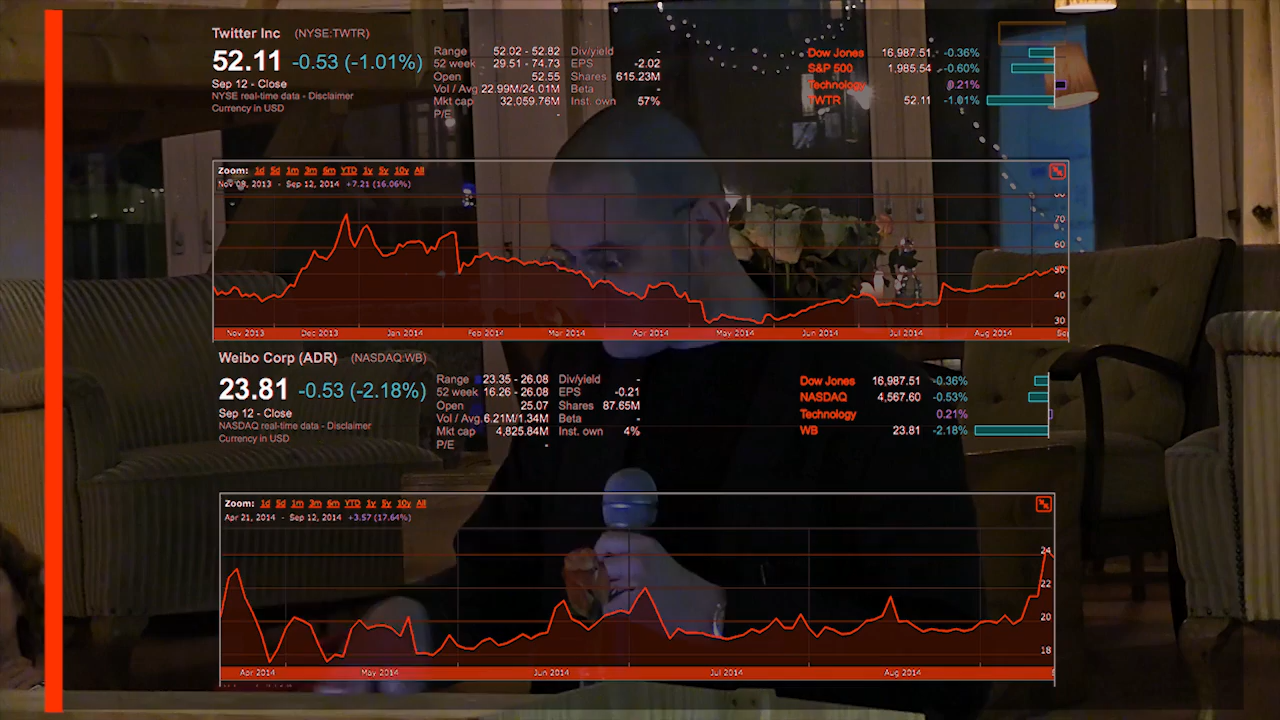 Twitter Inc (NYSE:TWTR)
52.11 -0.53 (-1.01%)
Sep 12 - Close
NYSE real-time data - Disclaimer
Currency in USD
Range 52.02 - 52.82 Div/yield -
52 week 29.51 - 74.73 EPS -2.02
Open 52.55 Shares 615.23M
Vol / Avg 22.99M/24.01M Beta -
Mkt cap 32,059.76M Inst. own 57%
P/E -
Dow Jones 16,987.51 -0.36%
S&P 500 1,985.54 -0.60%
Technology 0.21%
TWTR 52.11 -1.01%
Zoom: 1d 5d 1m 3m 6m YTD 1y 5y 10y All
Nov 08, 2013 - Sep 12, 2014 +7.21 (16.06%)
80
70
60
50
40
30
Nov 2013 Dec 2013 Jan 2014 Feb 2014 Mar 2014 Apr 2014 May 2014 Jun 2014 Jul 2014 Aug 2014 Sep
Weibo Corp (ADR) (NASDAQ:WB)
23.81 -0.53 (-2.18%)
Sep 12 - Close
NASDAQ real-time data - Disclaimer
Currency in USD
Range 23.35 - 26.08 Div/yield -
52 week 16.26 - 26.08 EPS -0.21
Open 25.07 Shares 87.65M
Vol / Avg. 6.21M/1.34M Beta -
Mkt cap 4,825.84M Inst. own 4%
P/E -
Dow Jones 16,987.51 -0.36%
NASDAQ 4,567.60 -0.53%
Technology 0.21%
WB 23.81 -2.18%
Zoom: 1d 5d 1m 3m 6m YTD 1y 5y 10y All
Apr 21, 2014 - Sep 12, 2014 +3.57 (17.64%)
24
22
20
18
Apr 2014 May 2014 Jun 2014 Jul 2014 Aug 2014